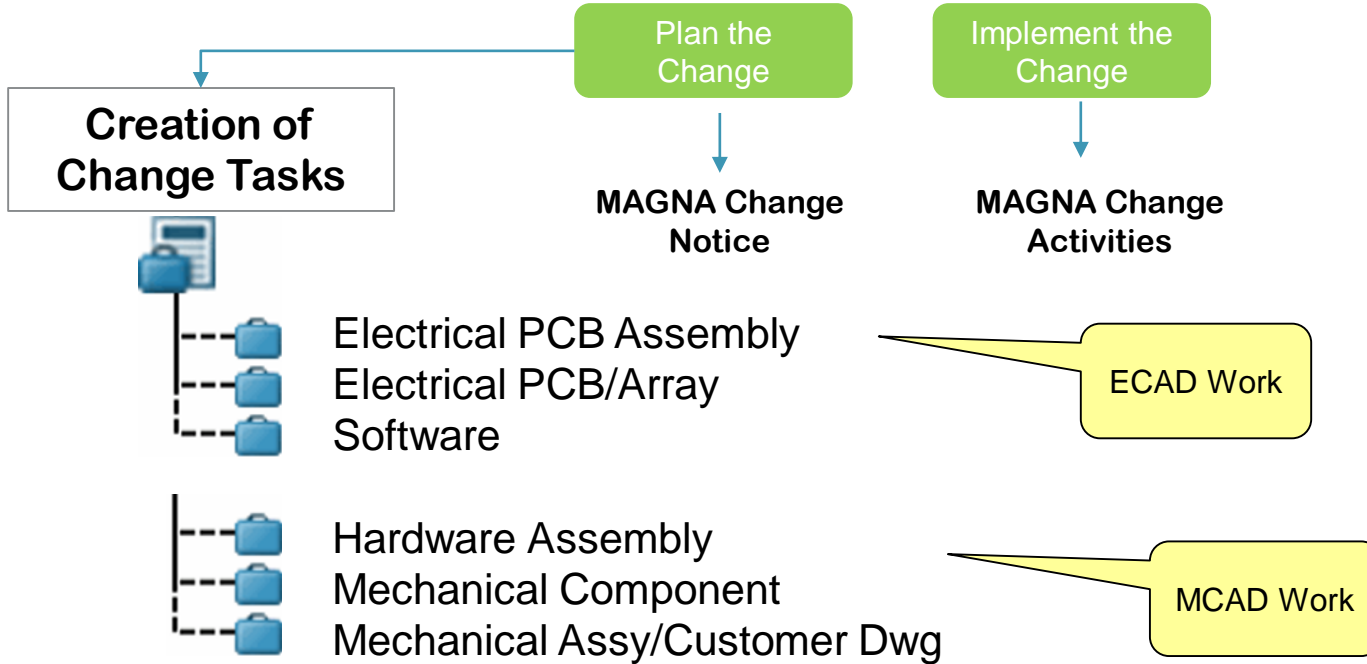 Plan the
Change
Implement the
Change
Creation of
Change Tasks
MAGNA Change
Notice
MAGNA Change
Activities
Electrical PCB Assembly
Electrical PCB/Array
Software
ECAD Work
Hardware Assembly
Mechanical Component
Mechanical Assy/Customer Dwg
MCAD Work